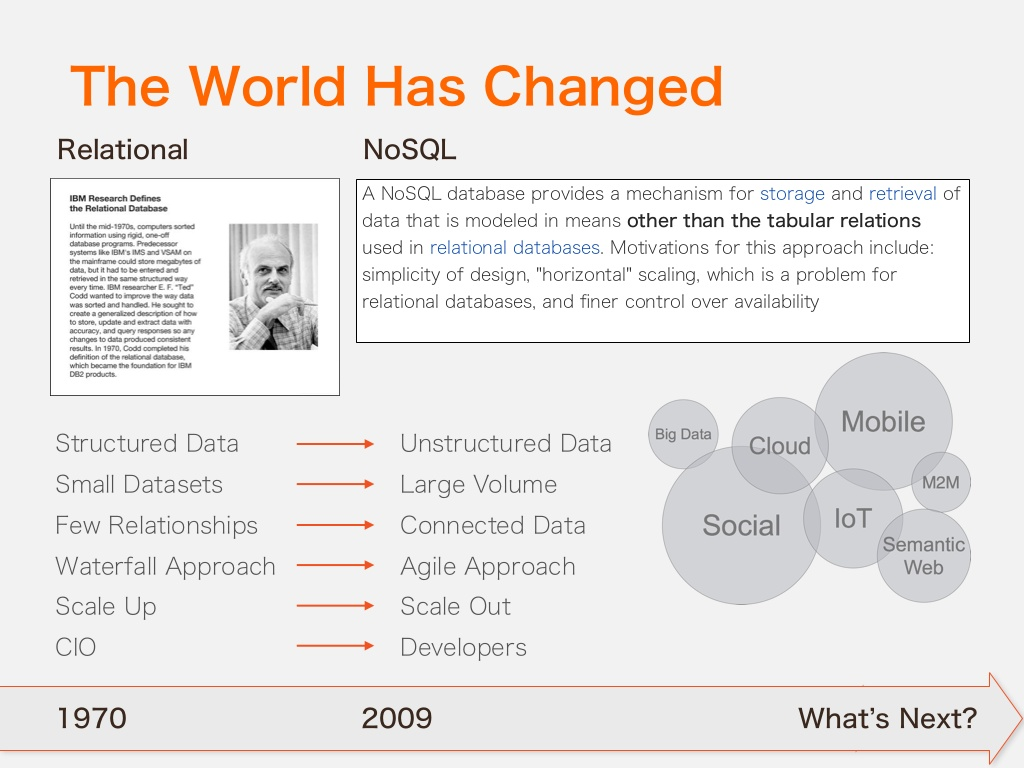 The World Has Changed
Relational
NoSQL
IBM Research Defines
the Relational Database
Until the mid-1970s, computers sorted
information using rigid, one-off
database programs. Predecessor
systems like IBM's IMS and VSAM on
the mainframe could store megabytes of
data, but it had to be entered and
retrieved in the same structured way
every time. IBM researcher E. F. “Ted”
Codd wanted to improve the way data
was sorted and handled. He sought to
create a generalized description of how
to store, update and extract data with
accuracy, and query responses so any
changes to data produced consistent
results. In 1970, Codd completed his
definition of the relational database,
which became the foundation for IBM
DB2 products.
A NoSQL database provides a mechanism for storage and retrieval of
data that is modeled in means other than the tabular relations
used in relational databases. Motivations for this approach include:
simplicity of design, "horizontal" scaling, which is a problem for
relational databases, and finer control over availability
Structured Data
Unstructured Data
Small Datasets
Large Volume
Few Relationships
Connected Data
Waterfall Approach
Agile Approach
Scale Up
Scale Out
CIO
Developers
Big Data
Cloud
Mobile
M2M
Social
IoT
Semantic
Web
1970
2009
What’s Next?